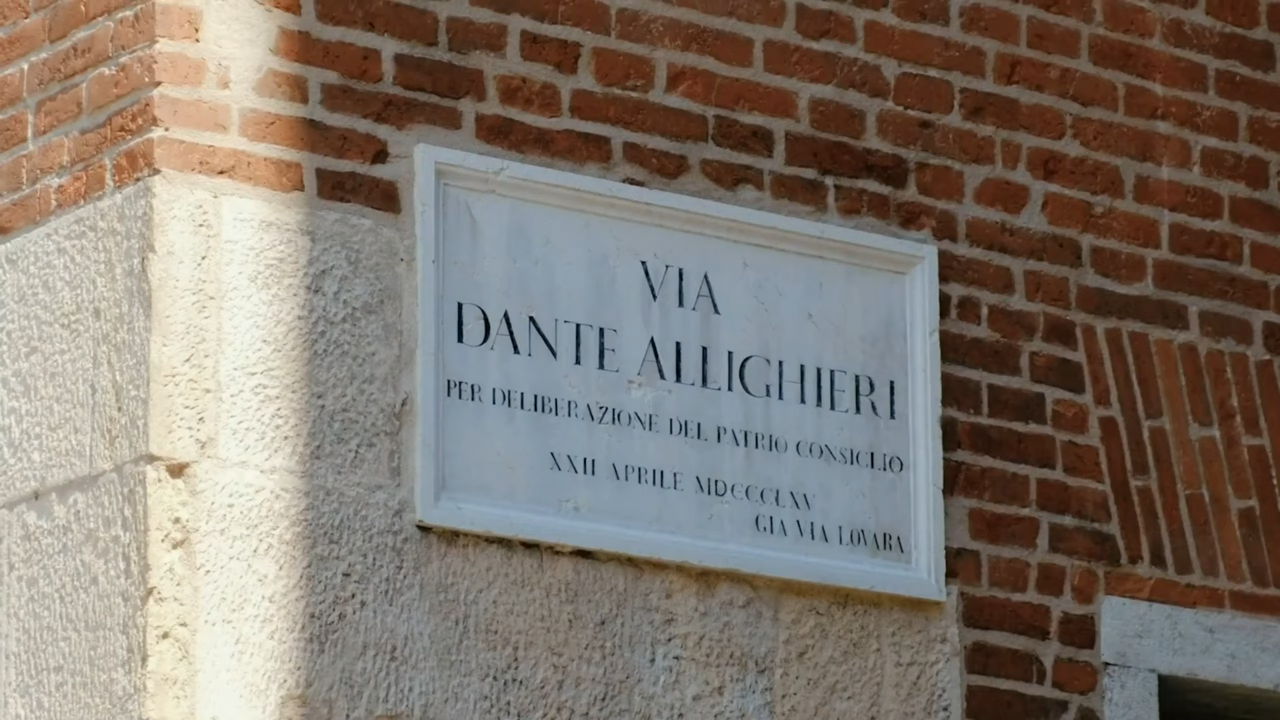 VIA
DANTE ALLIGHIERI
PER DELIBERAZIONE DEL PATRIO CONSIGLIO
XXII APRILE MDCCCLXV
GIA VIA LOVARA